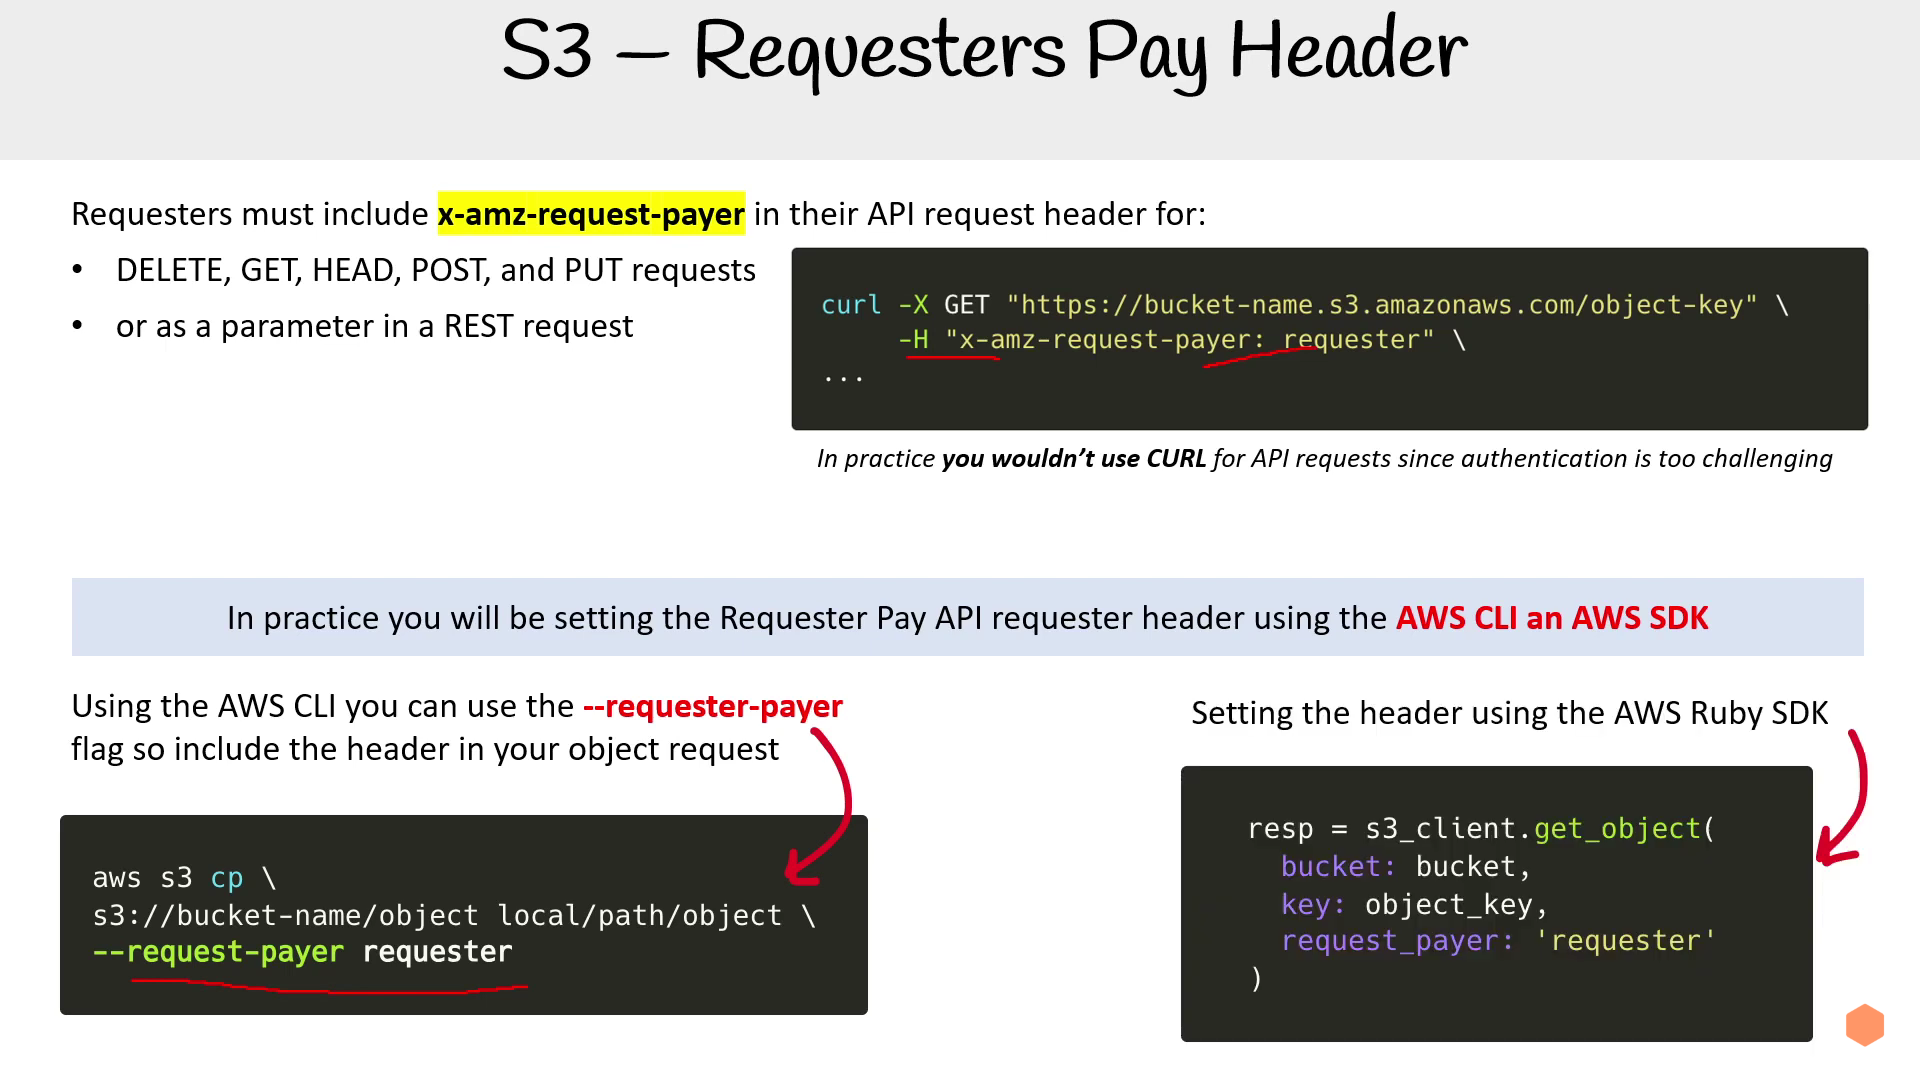 S3 – Requesters Pay Header
Requesters must include x-amz-request-payer in their API request header for:
• DELETE, GET, HEAD, POST, and PUT requests
• or as a parameter in a REST request
curl -X GET "https://bucket-name.s3.amazonaws.com/object-key" \
-H "x-amz-request-payer: requester" \
...
In practice you wouldn’t use CURL for API requests since authentication is too challenging
In practice you will be setting the Requester Pay API requester header using the AWS CLI an AWS SDK
Using the AWS CLI you can use the --requester-payer
flag so include the header in your object request
aws s3 cp \
s3://bucket-name/object local/path/object \
--request-payer requester
Setting the header using the AWS Ruby SDK
resp = s3_client.get_object(
bucket: bucket,
key: object_key,
request_payer: 'requester'
)